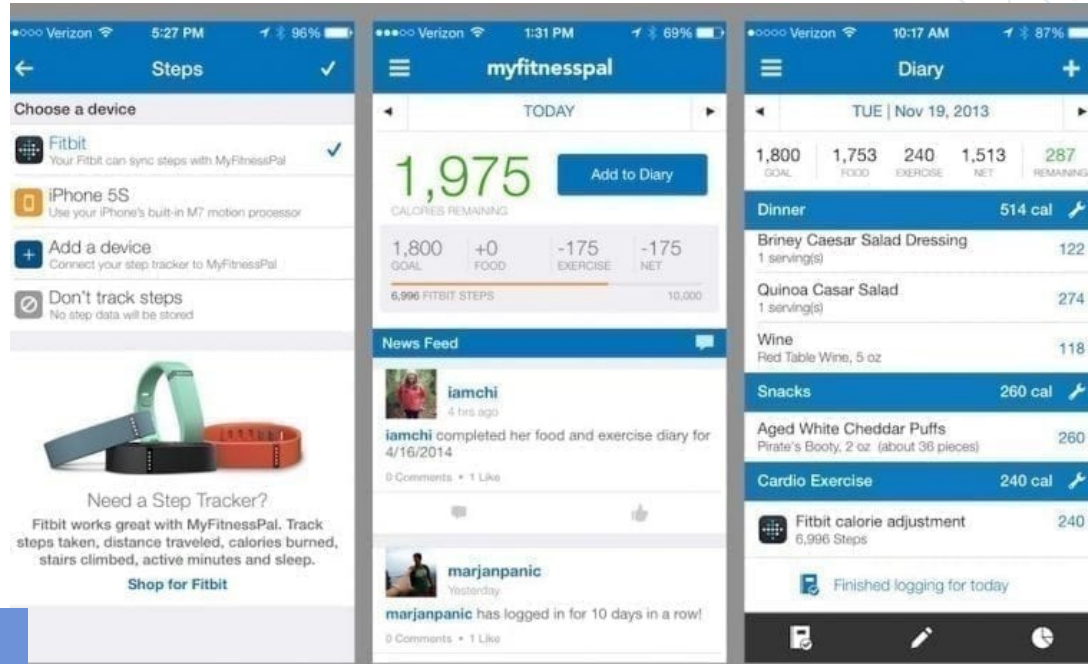 Verizon 5:27 PM 96%
Steps
Choose a device
Fitbit
Your Fitbit can sync steps with MyFitnessPal
iPhone 5S
Use your iPhone's built-in M7 motion processor
Add a device
Connect your step tracker to MyFitnessPal
Don't track steps
No step data will be stored
Need a Step Tracker?
Fitbit works great with MyFitnessPal. Track
steps taken, distance traveled, calories burned,
stairs climbed, active minutes and sleep.
Shop for Fitbit
Verizon 1:31 PM 69%
myfitnesspal
TODAY
1,975
CALORIES REMAINING
Add to Diary
1,800 +0 -175 -175
GOAL FOOD EXERCISE NET
6,996 FITBIT STEPS 10,000
News Feed
iamchi
4 hrs ago
iamchi completed her food and exercise diary for
4/16/2014
0 Comments • 1 Like
marjanpanic
Yesterday
marjanpanic has logged in for 10 days in a row!
0 Comments • 1 Like
Verizon 10:17 AM 87%
Diary
TUE | Nov 19, 2013
1,800 1,753 240 1,513 287
GOAL FOOD EXERCISE NET REMAINING
Dinner 514 cal
Briney Caesar Salad Dressing 122
1 serving(s)
Quinoa Casar Salad 274
1 serving(s)
Wine 118
Red Table Wine, 5 oz
Snacks 260 cal
Aged White Cheddar Puffs 260
Pirate's Booty, 2 oz (about 36 pieces)
Cardio Exercise 240 cal
Fitbit calorie adjustment 240
6,996 Steps
Finished logging for today